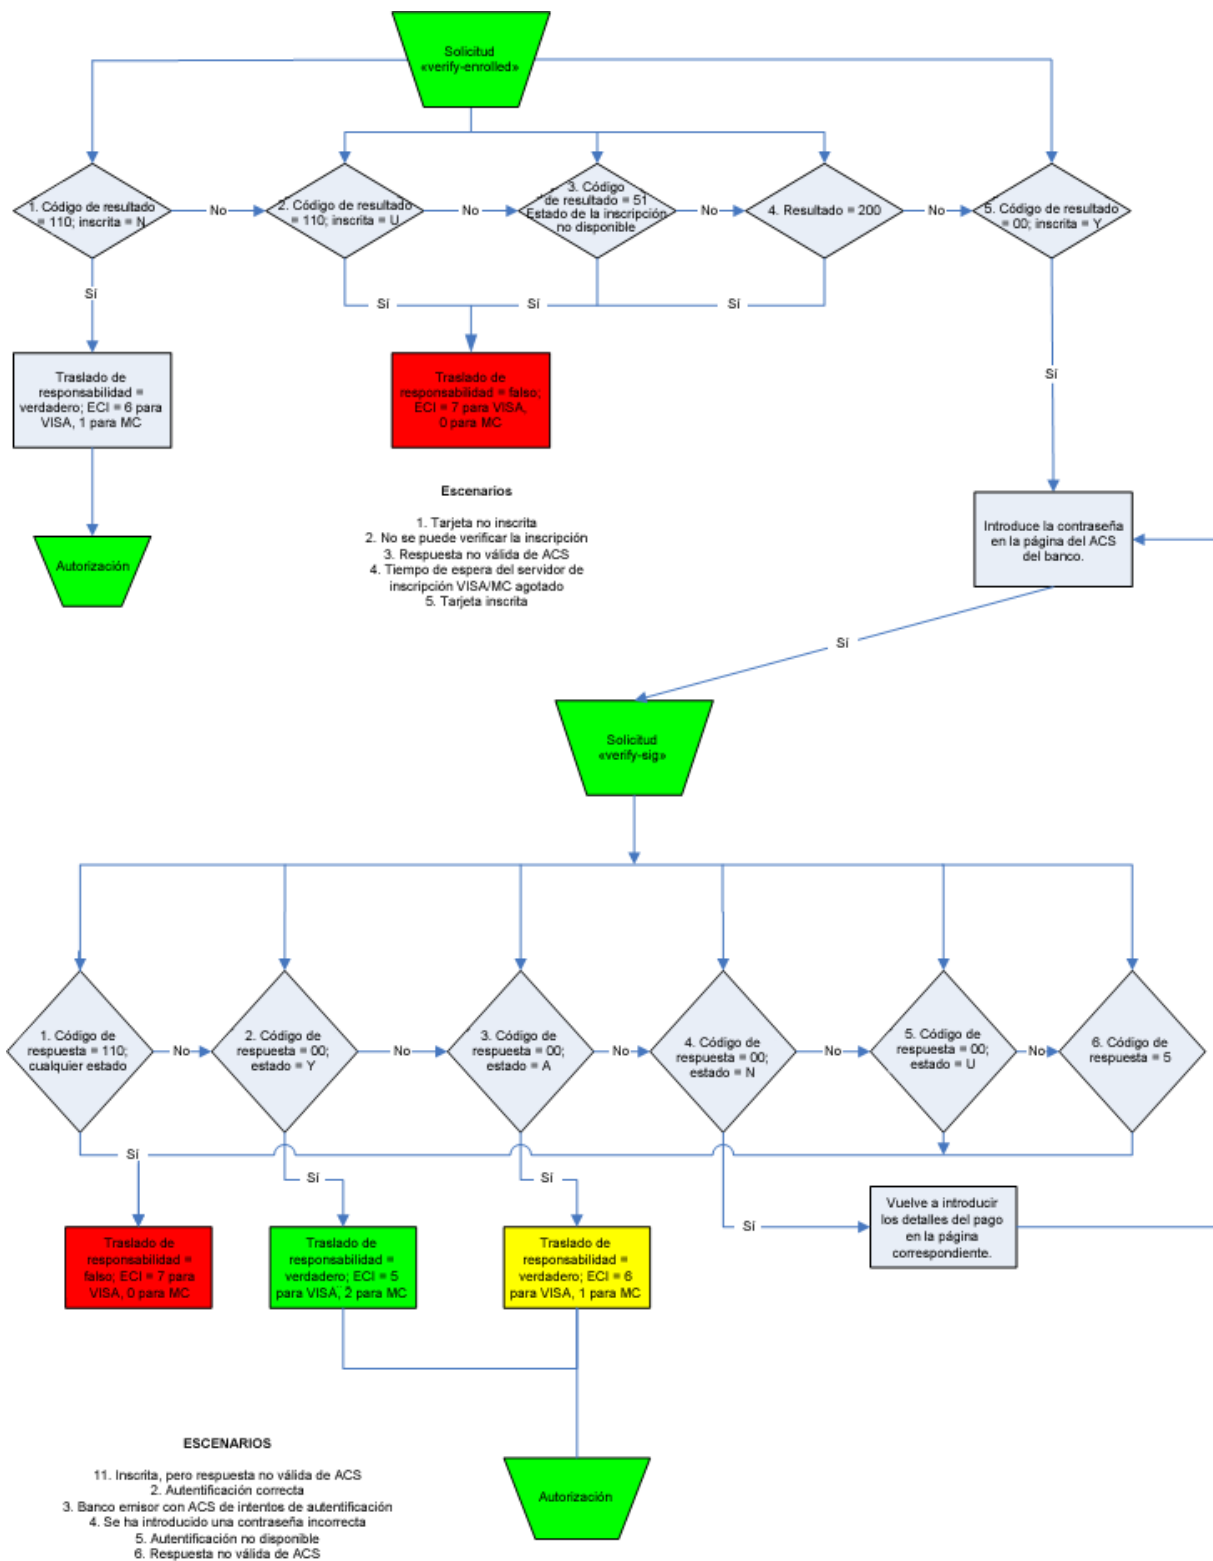 Solicitud
«verify-enrolled»
1. Código de resultado
= 110; inscrita = N
No
2. Código de resultado
= 110; inscrita = U
No
3. Código
de resultado = 51
Estado de la inscripción
no disponible
No
4. Resultado = 200
No
5. Código de resultado
= 00; inscrita = Y
Sí
Sí
Sí
Sí
Sí
Traslado de
responsabilidad =
verdadero; ECI = 6 para
VISA, 1 para MC
Traslado de
responsabilidad = falso;
ECI = 7 para VISA,
0 para MC
Autorización
Escenarios
1. Tarjeta no inscrita
2. No se puede verificar la inscripción
3. Respuesta no válida de ACS
4. Tiempo de espera del servidor de
inscripción VISA/MC agotado
5. Tarjeta inscrita
Introduce la contraseña
en la página del ACS
del banco.
Sí
Solicitud
«verify-sig»
1. Código de
respuesta = 110;
cualquier estado
No
2. Código de
respuesta = 00;
estado = Y
No
3. Código de
respuesta = 00;
estado = A
No
4. Código de
respuesta = 00;
estado = N
No
5. Código de
respuesta = 00;
estado = U
No
6. Código de
respuesta = 5
Sí
Sí
Sí
Sí
Traslado de
responsabilidad =
falso; ECI = 7 para
VISA, 0 para MC
Traslado de
responsabilidad =
verdadero; ECI = 5
para VISA, 2 para MC
Traslado de
responsabilidad =
verdadero; ECI = 6
para VISA, 1 para MC
Vuelve a introducir
los detalles del pago
en la página
correspondiente.
ESCENARIOS
11. Inscrita, pero respuesta no válida de ACS
2. Autentificación correcta
3. Banco emisor con ACS de intentos de autentificación
4. Se ha introducido una contraseña incorrecta
5. Autentificación no disponible
6. Respuesta no válida de ACS
Autorización